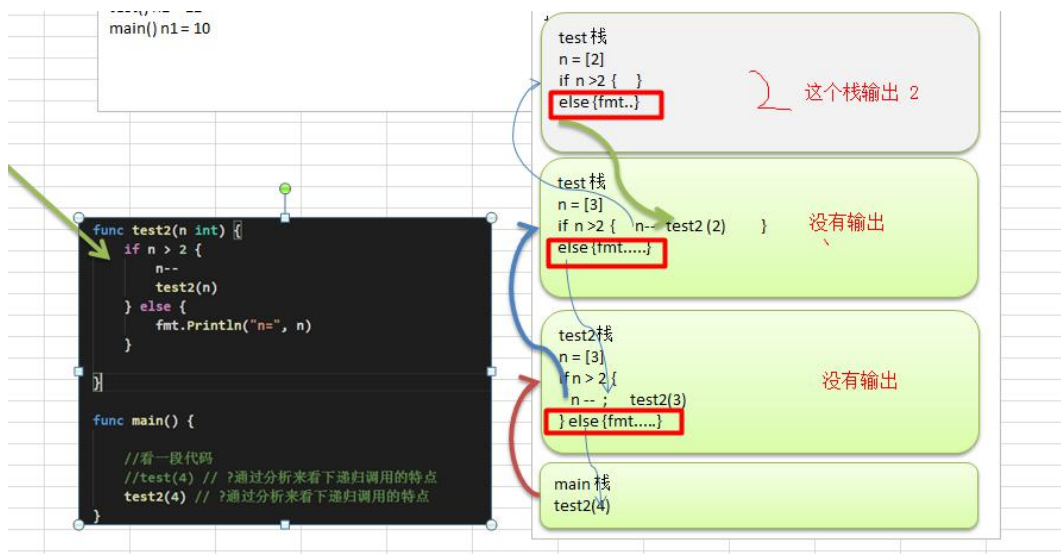 main() n1 = 10
test 栈
n = [2]
if n >2 { }
else {fmt..}
2 这个栈输出 2
test 栈
n = [3]
if n >2 { n-- test2 (2) }
else {fmt.....}
没有输出
test2栈
n = [3]
if n > 2 {
n -- ; test2(3)
} else {fmt.....}
没有输出
main 栈
test2(4)
func test2(n int) {
if n > 2 {
n--
test2(n)
} else {
fmt.Println("n=", n)
}
}
func main() {
//看一段代码
//test(4) // ?通过分析来看下递归调用的特点
test2(4) // ?通过分析来看下递归调用的特点
}